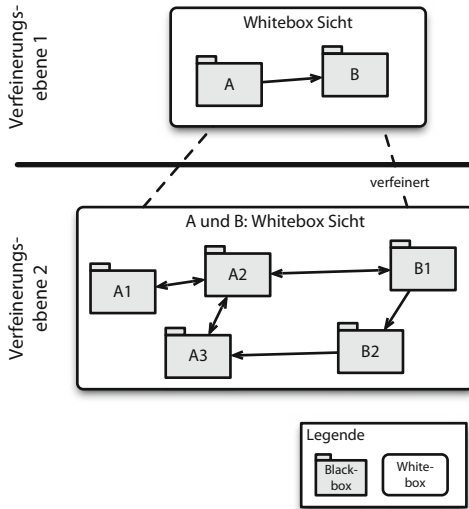 Verfeinerungs-
ebene 1
Whitebox Sicht
A
B
verfeinert
Verfeinerungs-
ebene 2
A und B: Whitebox Sicht
A1
A2
B1
A3
B2
Legende
Black-
box
White-
box